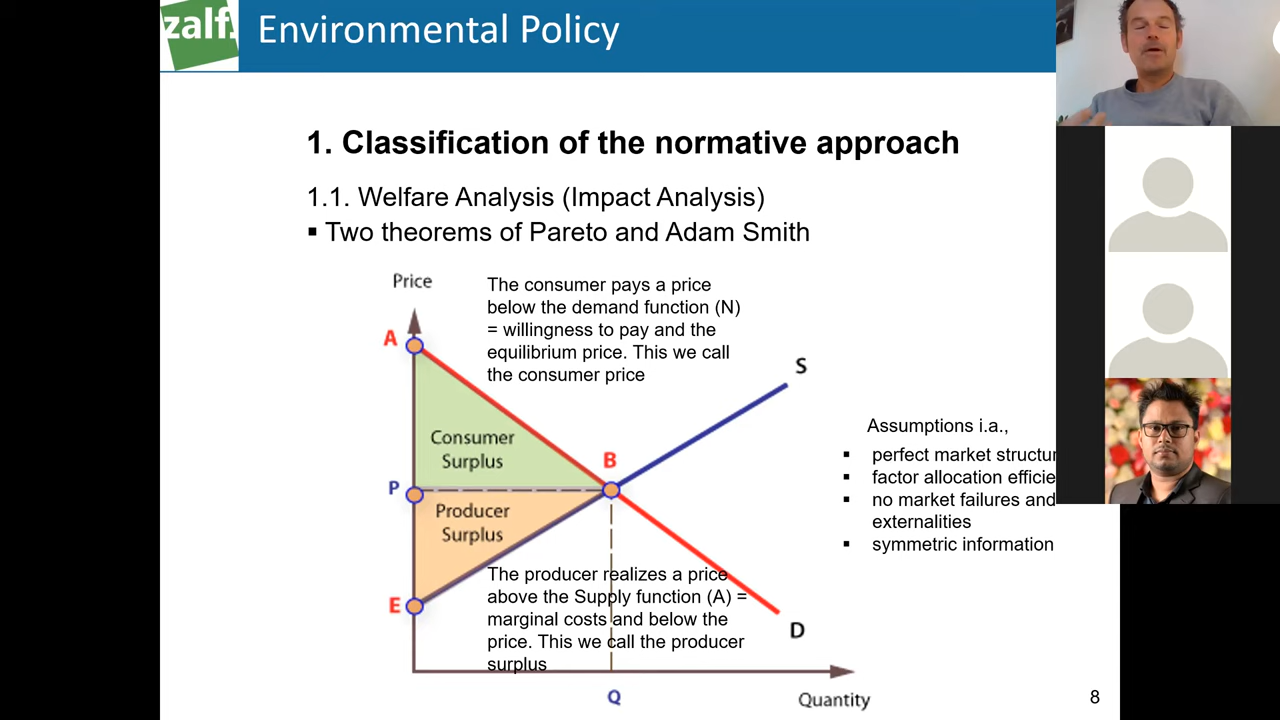 zalf.
Environmental Policy
1. Classification of the normative approach
1.1. Welfare Analysis (Impact Analysis)
▪ Two theorems of Pareto and Adam Smith
Price
The consumer pays a price
below the demand function (N)
= willingness to pay and the
equilibrium price. This we call
the consumer price
A
S
Consumer
Surplus
B
P
Producer
Surplus
E
The producer realizes a price
above the Supply function (A) =
marginal costs and below the
price. This we call the producer
surplus
D
Q
Quantity
Assumptions i.a.,
▪ perfect market structur
▪ factor allocation efficie
▪ no market failures and
externalities
▪ symmetric information
8